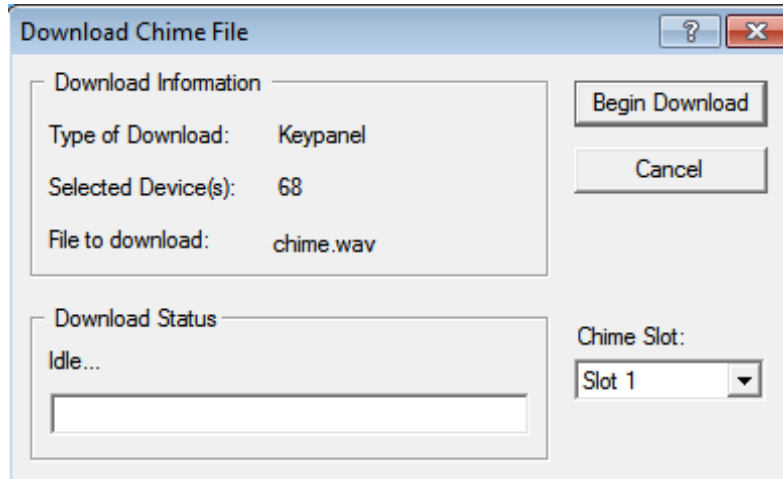 Download Chime File
Download Information
Type of Download: Keypanel
Selected Device(s): 68
File to download: chime.wav
Begin Download
Cancel
Download Status
Idle...
Chime Slot:
Slot 1